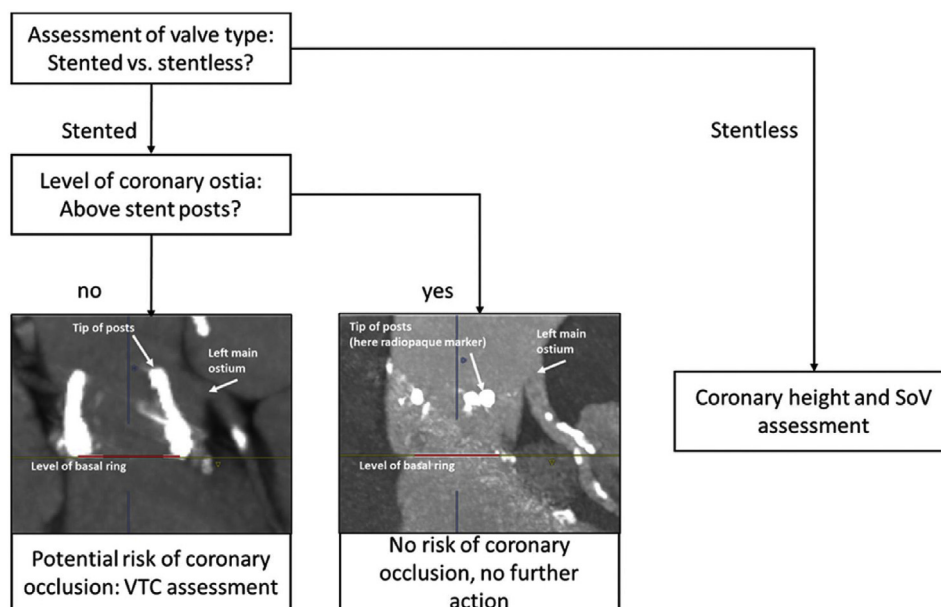 Assessment of valve type:
Stented vs. stentless?
Stented
Stentless
Level of coronary ostia:
Above stent posts?
no
yes
Tip of posts
Left main
ostium
Level of basal ring
Tip of posts
(here radiopaque marker)
Left main
ostium
Level of basal ring
Coronary height and SoV
assessment
Potential risk of coronary
occlusion: VTC assessment
No risk of coronary
occlusion, no further
action